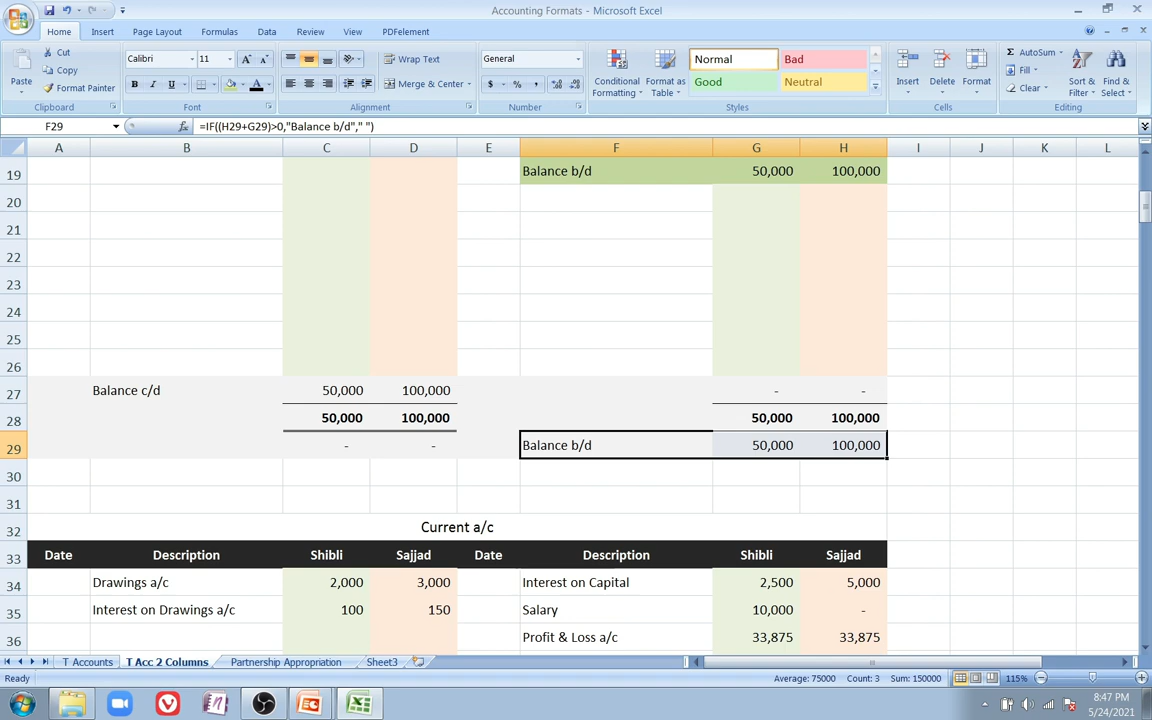 Accounting Formats - Microsoft Excel
Home Insert Page Layout Formulas Data Review View PDFelement
Paste Cut Copy Format Painter Clipboard
Calibri 11 Font
Wrap Text Merge & Center Alignment
General Number
Conditional Formatting Format as Table Normal Bad Good Neutral Styles
Insert Delete Format Cells
AutoSum Fill Clear Sort & Filter Find & Select Editing
F29 fx =IF((H29+G29)>0,"Balance b/d"," ")
A B C D E F G H I J K L
19 Balance b/d 50,000 100,000
20
21
22
23
24
25
26
27 Balance c/d 50,000 100,000 - -
28 50,000 100,000 50,000 100,000
29 - - Balance b/d 50,000 100,000
30
31
32 Current a/c
33 Date Description Shibli Sajjad Date Description Shibli Sajjad
34 Drawings a/c 2,000 3,000 Interest on Capital 2,500 5,000
35 Interest on Drawings a/c 100 150 Salary 10,000 -
36 Profit & Loss a/c 33,875 33,875
T Accounts T Acc 2 Columns Partnership Appropriation Sheet3
Ready Average: 75000 Count: 3 Sum: 150000 115%
8:47 PM
5/24/2021